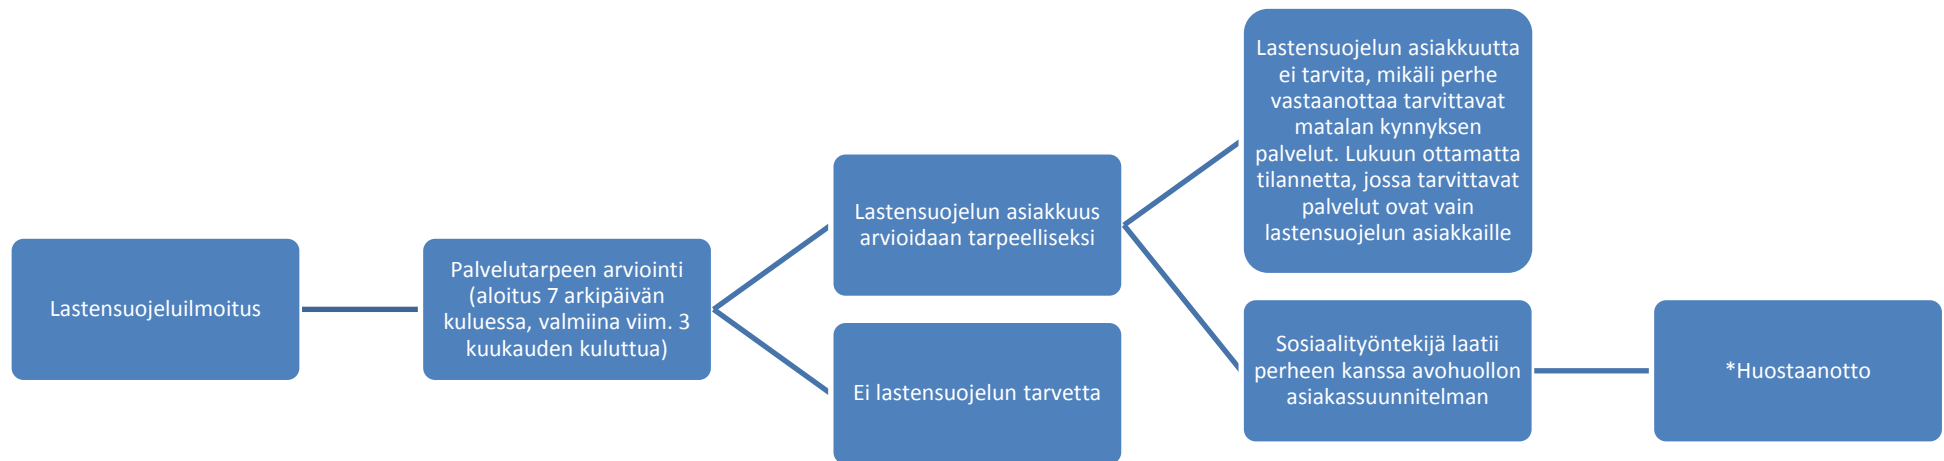 Lastensuojeluilmoitus
Palvelutarpeen arviointi
(aloitus 7 arkipäivän
kuluessa, valmiina viim. 3
kuukauden kuluttua)
Lastensuojelun asiakkuus
arvioidaan tarpeelliseksi
Ei lastensuojelun tarvetta
Lastensuojelun asiakkuutta
ei tarvita, mikäli perhe
vastaanottaa tarvittavat
matalan kynnyksen
palvelut. Lukuun ottamatta
tilannetta, jossa tarvittavat
palvelut ovat vain
lastensuojelun asiakkaille
Sosiaalityöntekijä laatii
perheen kanssa avohuollon
asiakassuunnitelman
*Huostaanotto